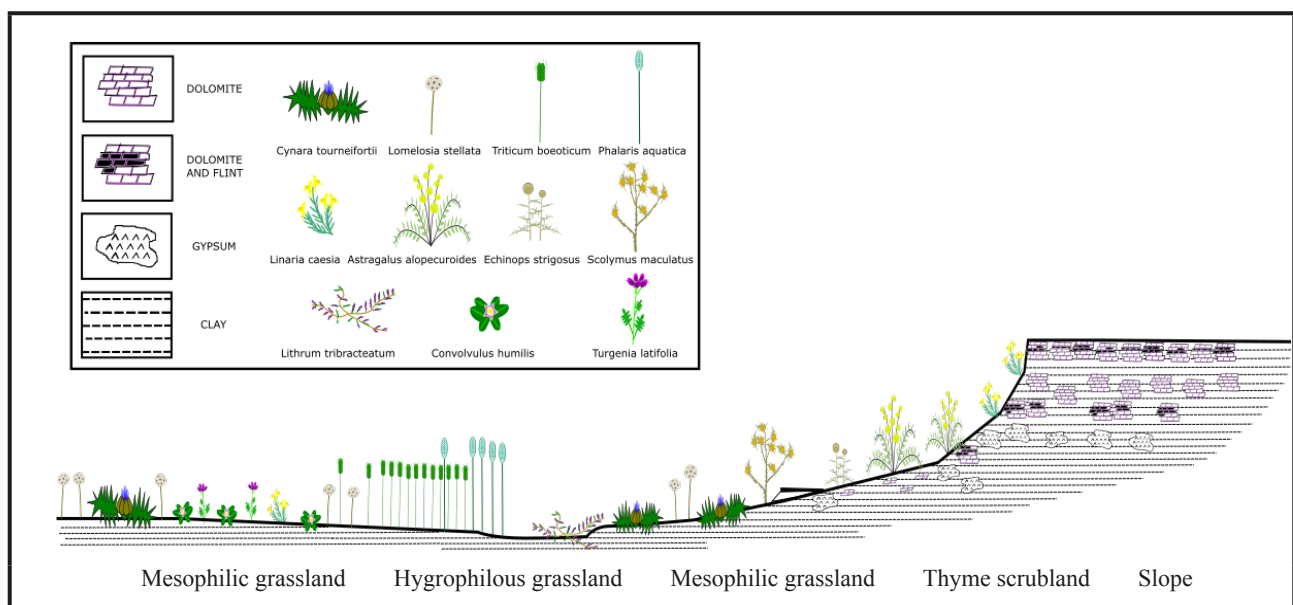 DOLOMITE
DOLOMITE
AND FLINT
GYPSUM
CLAY
Cynara tourneifortii Lomelosia stellata Triticum boeoticum Phalaris aquatica
Linaria caesia Astragalus alopecuroides Echinops strigosus Scolymus maculatus
Lithrum tribracteatum Convolvulus humilis Turgenia latifolia
Mesophilic grassland Hygrophilous grassland Mesophilic grassland Thyme scrubland Slope